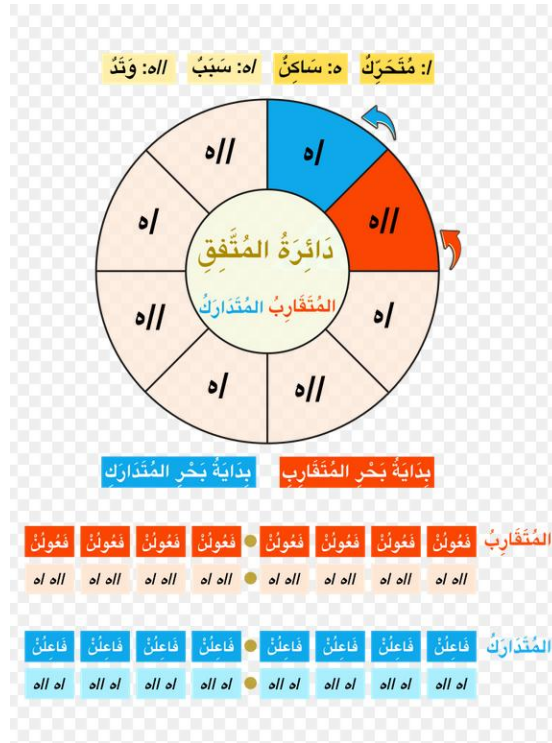 /: مُتَحَرِّكٌ ه: سَاكِنٌ /ه: سَبَبٌ //ه: وَتَدٌ
//ه /ه
/ه //ه
دَائِرَةُ المُتَّفِقِ
المُتَقَارِبُ المُتَدَارَكُ
/ه //ه
//ه /ه
بِدَايَةُ بَحْرِ المُتَقَارِبِ بِدَايَةُ بَحْرِ المُتَدَارَكِ
المُتَقَارِبُ فَعُولُنْ فَعُولُنْ فَعُولُنْ فَعُولُنْ فَعُولُنْ فَعُولُنْ فَعُولُنْ فَعُولُنْ
//ه /ه //ه /ه //ه /ه //ه /ه //ه /ه //ه /ه //ه /ه //ه /ه
المُتَدَارَكُ فَاعِلُنْ فَاعِلُنْ فَاعِلُنْ فَاعِلُنْ فَاعِلُنْ فَاعِلُنْ فَاعِلُنْ فَاعِلُنْ
/ه //ه /ه //ه /ه //ه /ه //ه /ه //ه /ه //ه /ه //ه /ه //ه